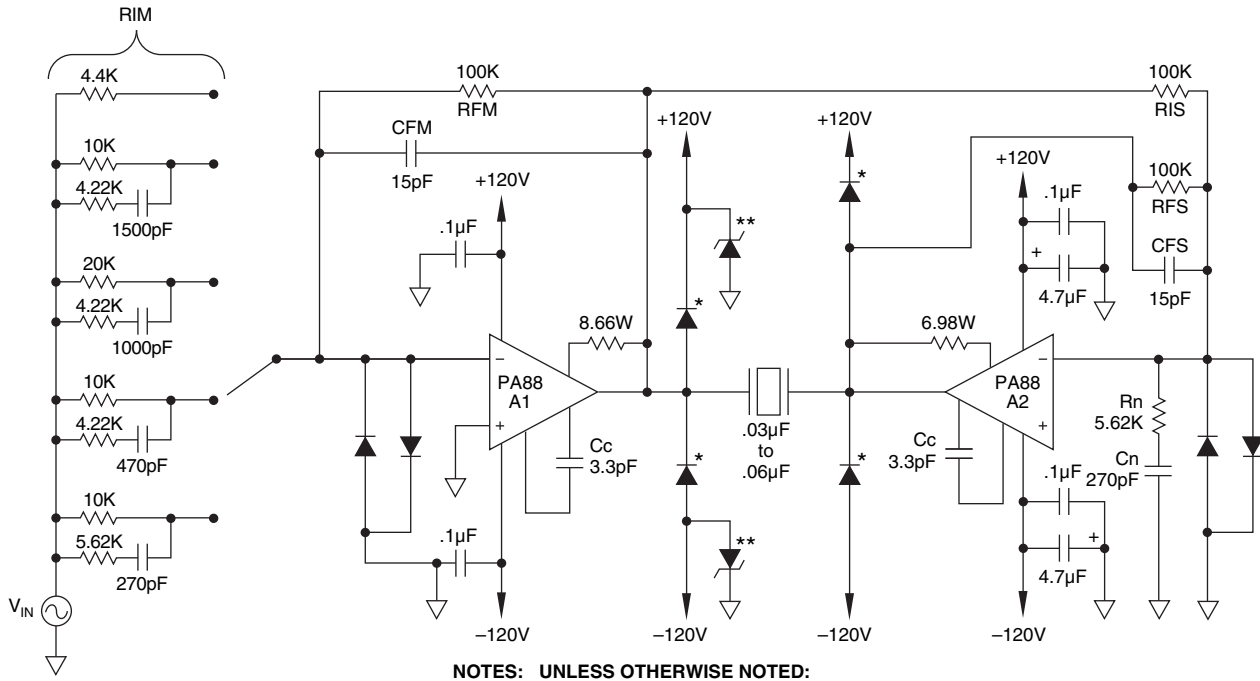 RIM
4.4K
10K
4.22K
1500pF
20K
4.22K
1000pF
10K
4.22K
470pF
10K
5.62K
270pF
VIN
100K
RFM
CFM
15pF
+120V
.1µF
8.66W
−
PA88
A1
+
Cc
3.3pF
.1µF
–120V
+120V
**
*
*
**
–120V
.03µF
to
.06µF
+120V
*
*
–120V
6.98W
+120V
.1µF
+
4.7µF
−
PA88
A2
+
Cc
3.3pF
.1µF
+
4.7µF
–120V
100K
RIS
100K
RFS
CFS
15pF
Rn
5.62K
Cn
270pF
NOTES: UNLESS OTHERWISE NOTED: